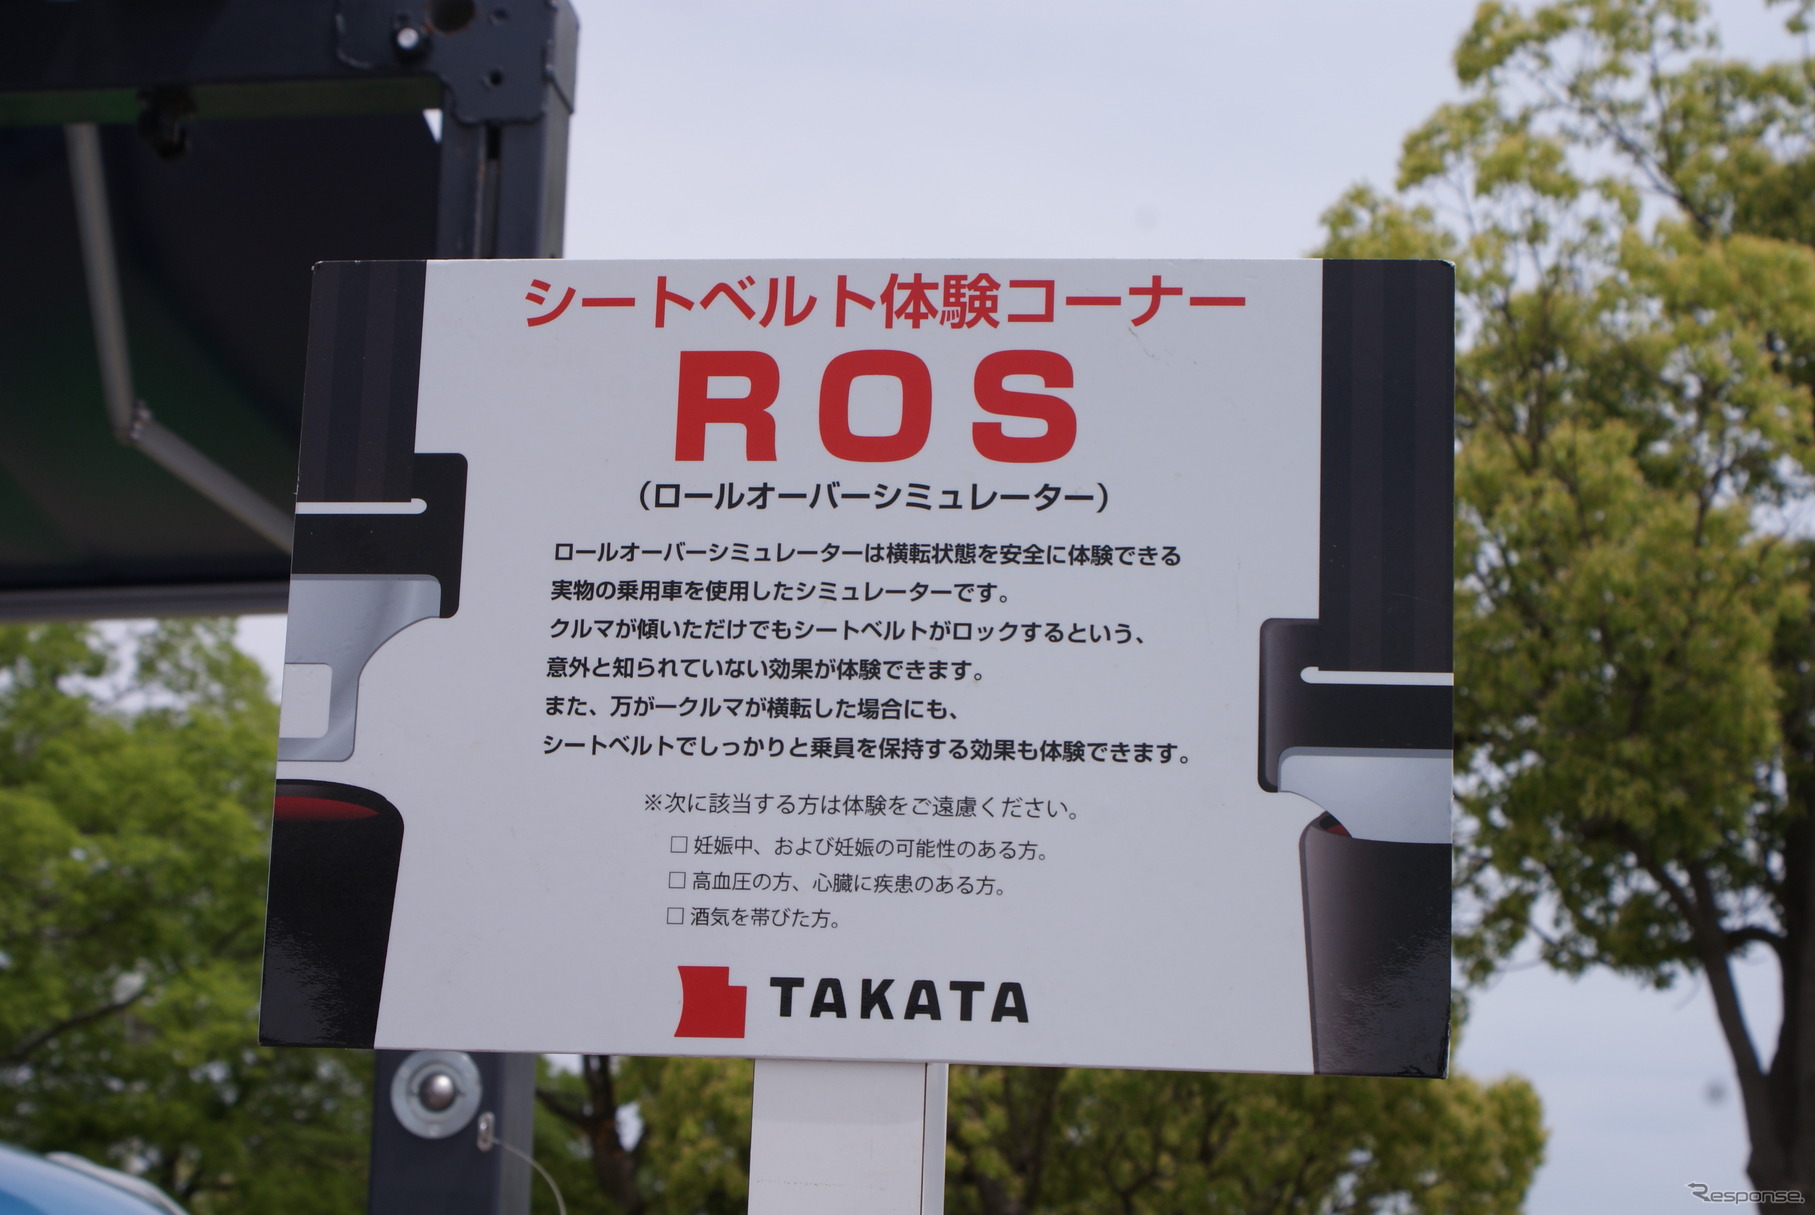 シートベルト体験コーナー
ROS
（ロールオーバーシミュレーター）
ロールオーバーシミュレーターは横転状態を安全に体験できる
実物の乗用車を使用したシミュレーターです。
クルマが傾いただけでもシートベルトがロックするという、
意外と知られていない効果が体験できます。
また、万が一クルマが横転した場合にも、
シートベルトでしっかりと乗員を保持する効果も体験できます。
※次に該当する方は体験をご遠慮ください。
□ 妊娠中、および妊娠の可能性のある方。
□ 高血圧の方、心臓に疾患のある方。
□ 酒気を帯びた方。
TAKATA
Response.